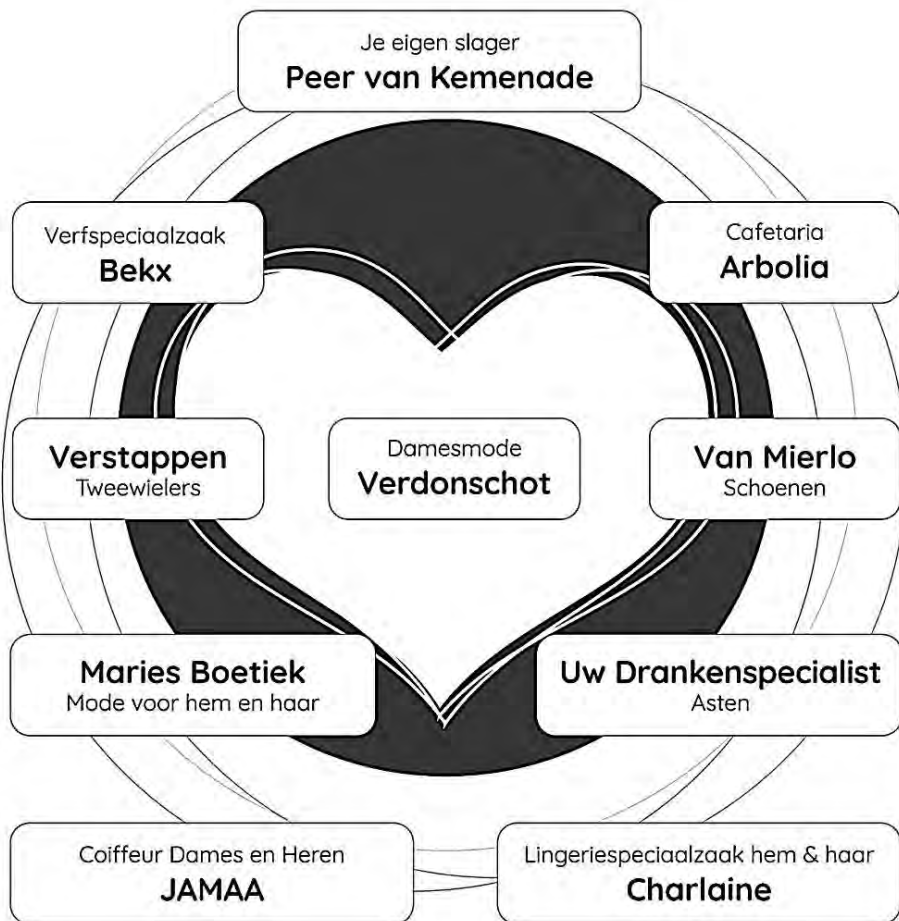 Je eigen slager
Peer van Kemenade
Verfspeciaalzaak
Bekx
Cafetaria
Arbolia
Verstappen
Tweewielers
Damesmode
Verdonschot
Van Mierlo
Schoenen
Maries Boetiek
Mode voor hem en haar
Uw Drankenspecialist
Asten
Coiffeur Dames en Heren
JAMAA
Lingeriespeciaalzaak hem & haar
Charlaine